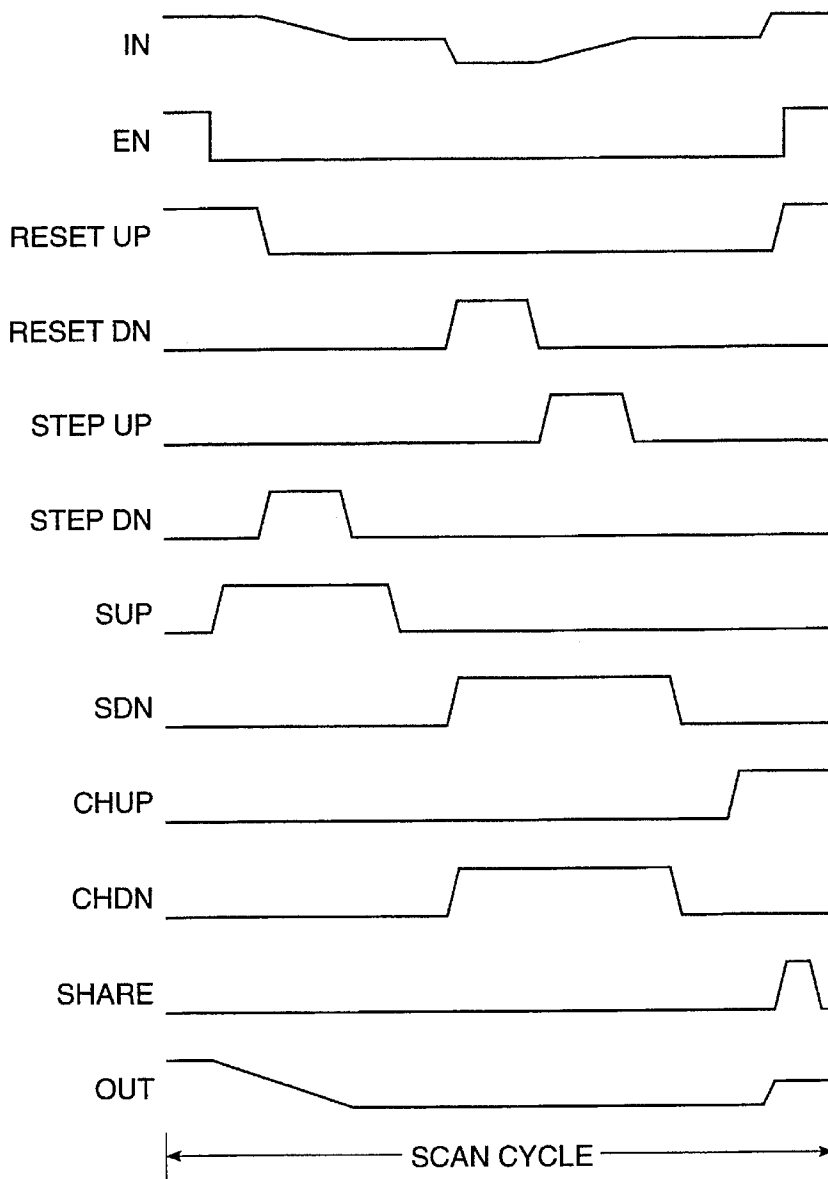 IN
EN
RESET UP
RESET DN
STEP UP
STEP DN
SUP
SDN
CHUP
CHDN
SHARE
OUT
SCAN CYCLE